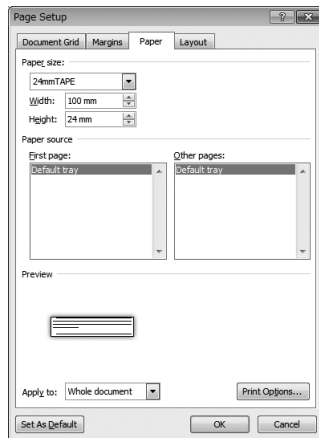 Page Setup
Document Grid Margins Paper Layout
Paper size:
24mmTAPE
Width: 100 mm
Height: 24 mm
Paper source
First page: Other pages:
Default tray Default tray
Preview
Apply to: Whole document Print Options...
Set As Default OK Cancel